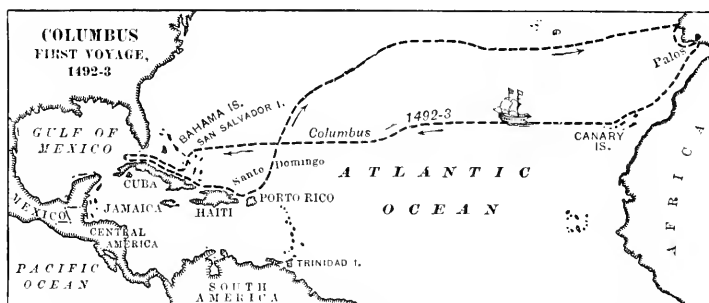 COLUMBUS
FIRST VOYAGE,
1492-3
Palos
BAHAMA IS.
SAN SALVADOR I.
GULF OF
MEXICO
Columbus
1492-3
CANARY
IS.
AFRICA
CUBA
Santo Domingo
ATLANTIC
OCEAN
JAMAICA
HAITI
PORTO RICO
MEXICO
CENTRAL
AMERICA
PACIFIC
OCEAN
SOUTH
AMERICA
TRINIDAD I.